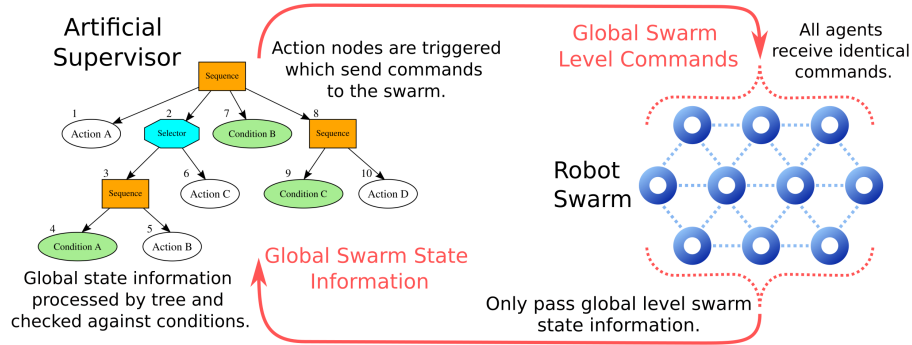 Artificial
Supervisor
Action nodes are triggered
which send commands
to the swarm.
Global Swarm
Level Commands
All agents
receive identical
commands.
Sequence
1
2
7
8
Action A
Selector
Condition B
Sequence
3
6
9
10
Sequence
Action C
Condition C
Action D
4
5
Condition A
Action B
Robot
Swarm
Global state information
processed by tree and
checked against conditions.
Global Swarm State
Information
Only pass global level swarm
state information.